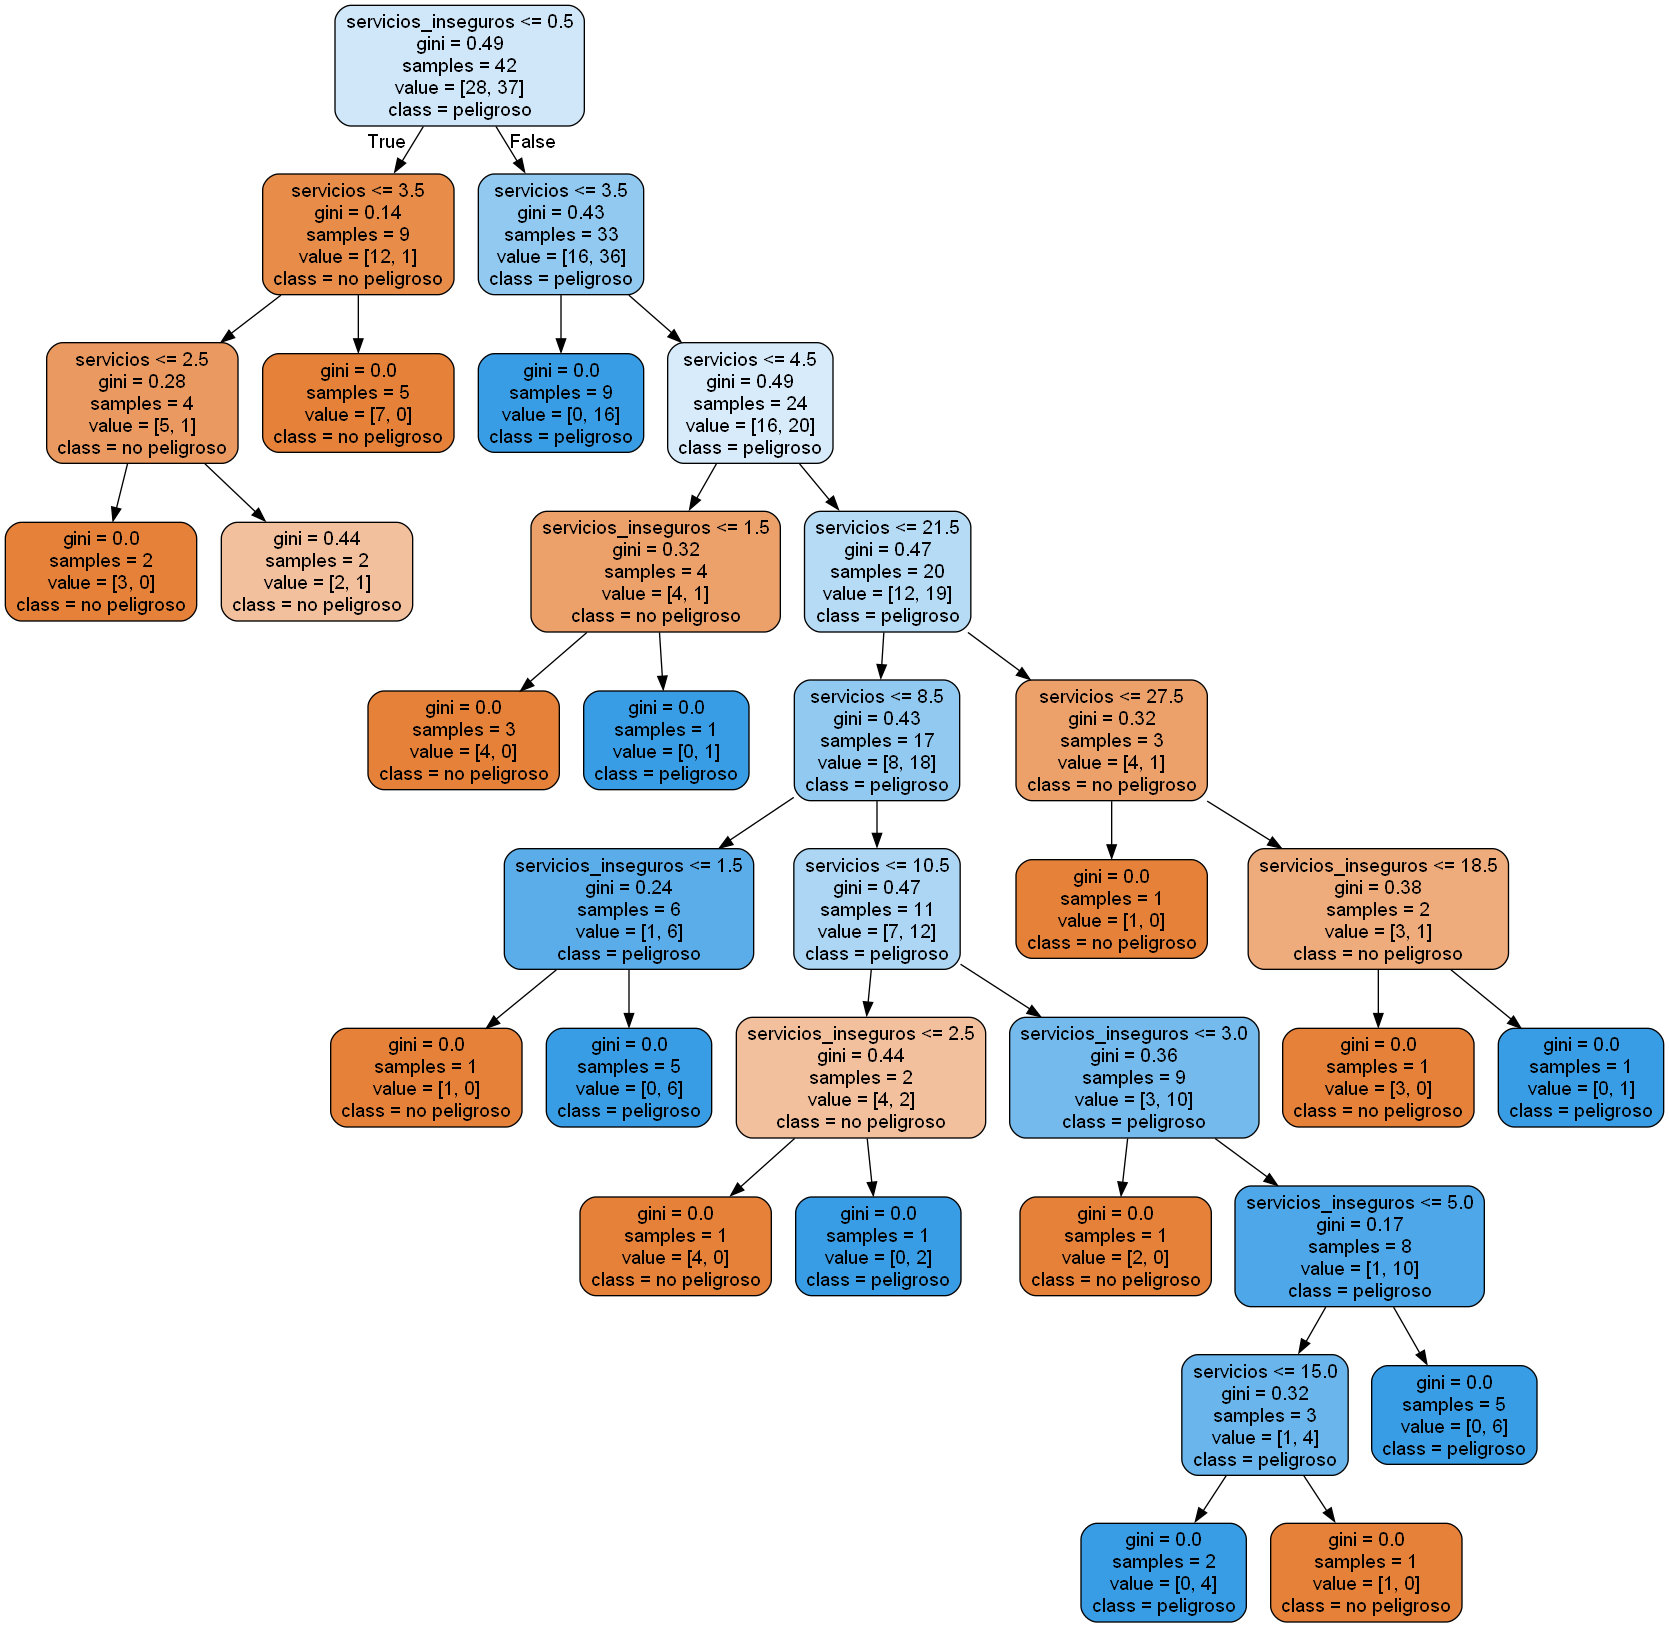 servicios_inseguros <= 0.5
gini = 0.49
samples = 42
value = [28, 37]
class = peligroso
True
False
servicios <= 3.5
gini = 0.14
samples = 9
value = [12, 1]
class = no peligroso
servicios <= 3.5
gini = 0.43
samples = 33
value = [16, 36]
class = peligroso
servicios <= 2.5
gini = 0.28
samples = 4
value = [5, 1]
class = no peligroso
gini = 0.0
samples = 5
value = [7, 0]
class = no peligroso
gini = 0.0
samples = 9
value = [0, 16]
class = peligroso
servicios <= 4.5
gini = 0.49
samples = 24
value = [16, 20]
class = peligroso
gini = 0.0
samples = 2
value = [3, 0]
class = no peligroso
gini = 0.44
samples = 2
value = [2, 1]
class = no peligroso
servicios_inseguros <= 1.5
gini = 0.32
samples = 4
value = [4, 1]
class = no peligroso
servicios <= 21.5
gini = 0.47
samples = 20
value = [12, 19]
class = peligroso
gini = 0.0
samples = 3
value = [4, 0]
class = no peligroso
gini = 0.0
samples = 1
value = [0, 1]
class = peligroso
servicios <= 8.5
gini = 0.43
samples = 17
value = [8, 18]
class = peligroso
servicios <= 27.5
gini = 0.32
samples = 3
value = [4, 1]
class = no peligroso
servicios_inseguros <= 1.5
gini = 0.24
samples = 6
value = [1, 6]
class = peligroso
servicios <= 10.5
gini = 0.47
samples = 11
value = [7, 12]
class = peligroso
gini = 0.0
samples = 1
value = [1, 0]
class = no peligroso
servicios_inseguros <= 18.5
gini = 0.38
samples = 2
value = [3, 1]
class = no peligroso
gini = 0.0
samples = 1
value = [1, 0]
class = no peligroso
gini = 0.0
samples = 5
value = [0, 6]
class = peligroso
servicios_inseguros <= 2.5
gini = 0.44
samples = 2
value = [4, 2]
class = no peligroso
servicios_inseguros <= 3.0
gini = 0.36
samples = 9
value = [3, 10]
class = peligroso
gini = 0.0
samples = 1
value = [3, 0]
class = no peligroso
gini = 0.0
samples = 1
value = [0, 1]
class = peligroso
gini = 0.0
samples = 1
value = [4, 0]
class = no peligroso
gini = 0.0
samples = 1
value = [0, 2]
class = peligroso
gini = 0.0
samples = 1
value = [2, 0]
class = no peligroso
servicios_inseguros <= 5.0
gini = 0.17
samples = 8
value = [1, 10]
class = peligroso
servicios <= 15.0
gini = 0.32
samples = 3
value = [1, 4]
class = peligroso
gini = 0.0
samples = 5
value = [0, 6]
class = peligroso
gini = 0.0
samples = 2
value = [0, 4]
class = peligroso
gini = 0.0
samples = 1
value = [1, 0]
class = no peligroso